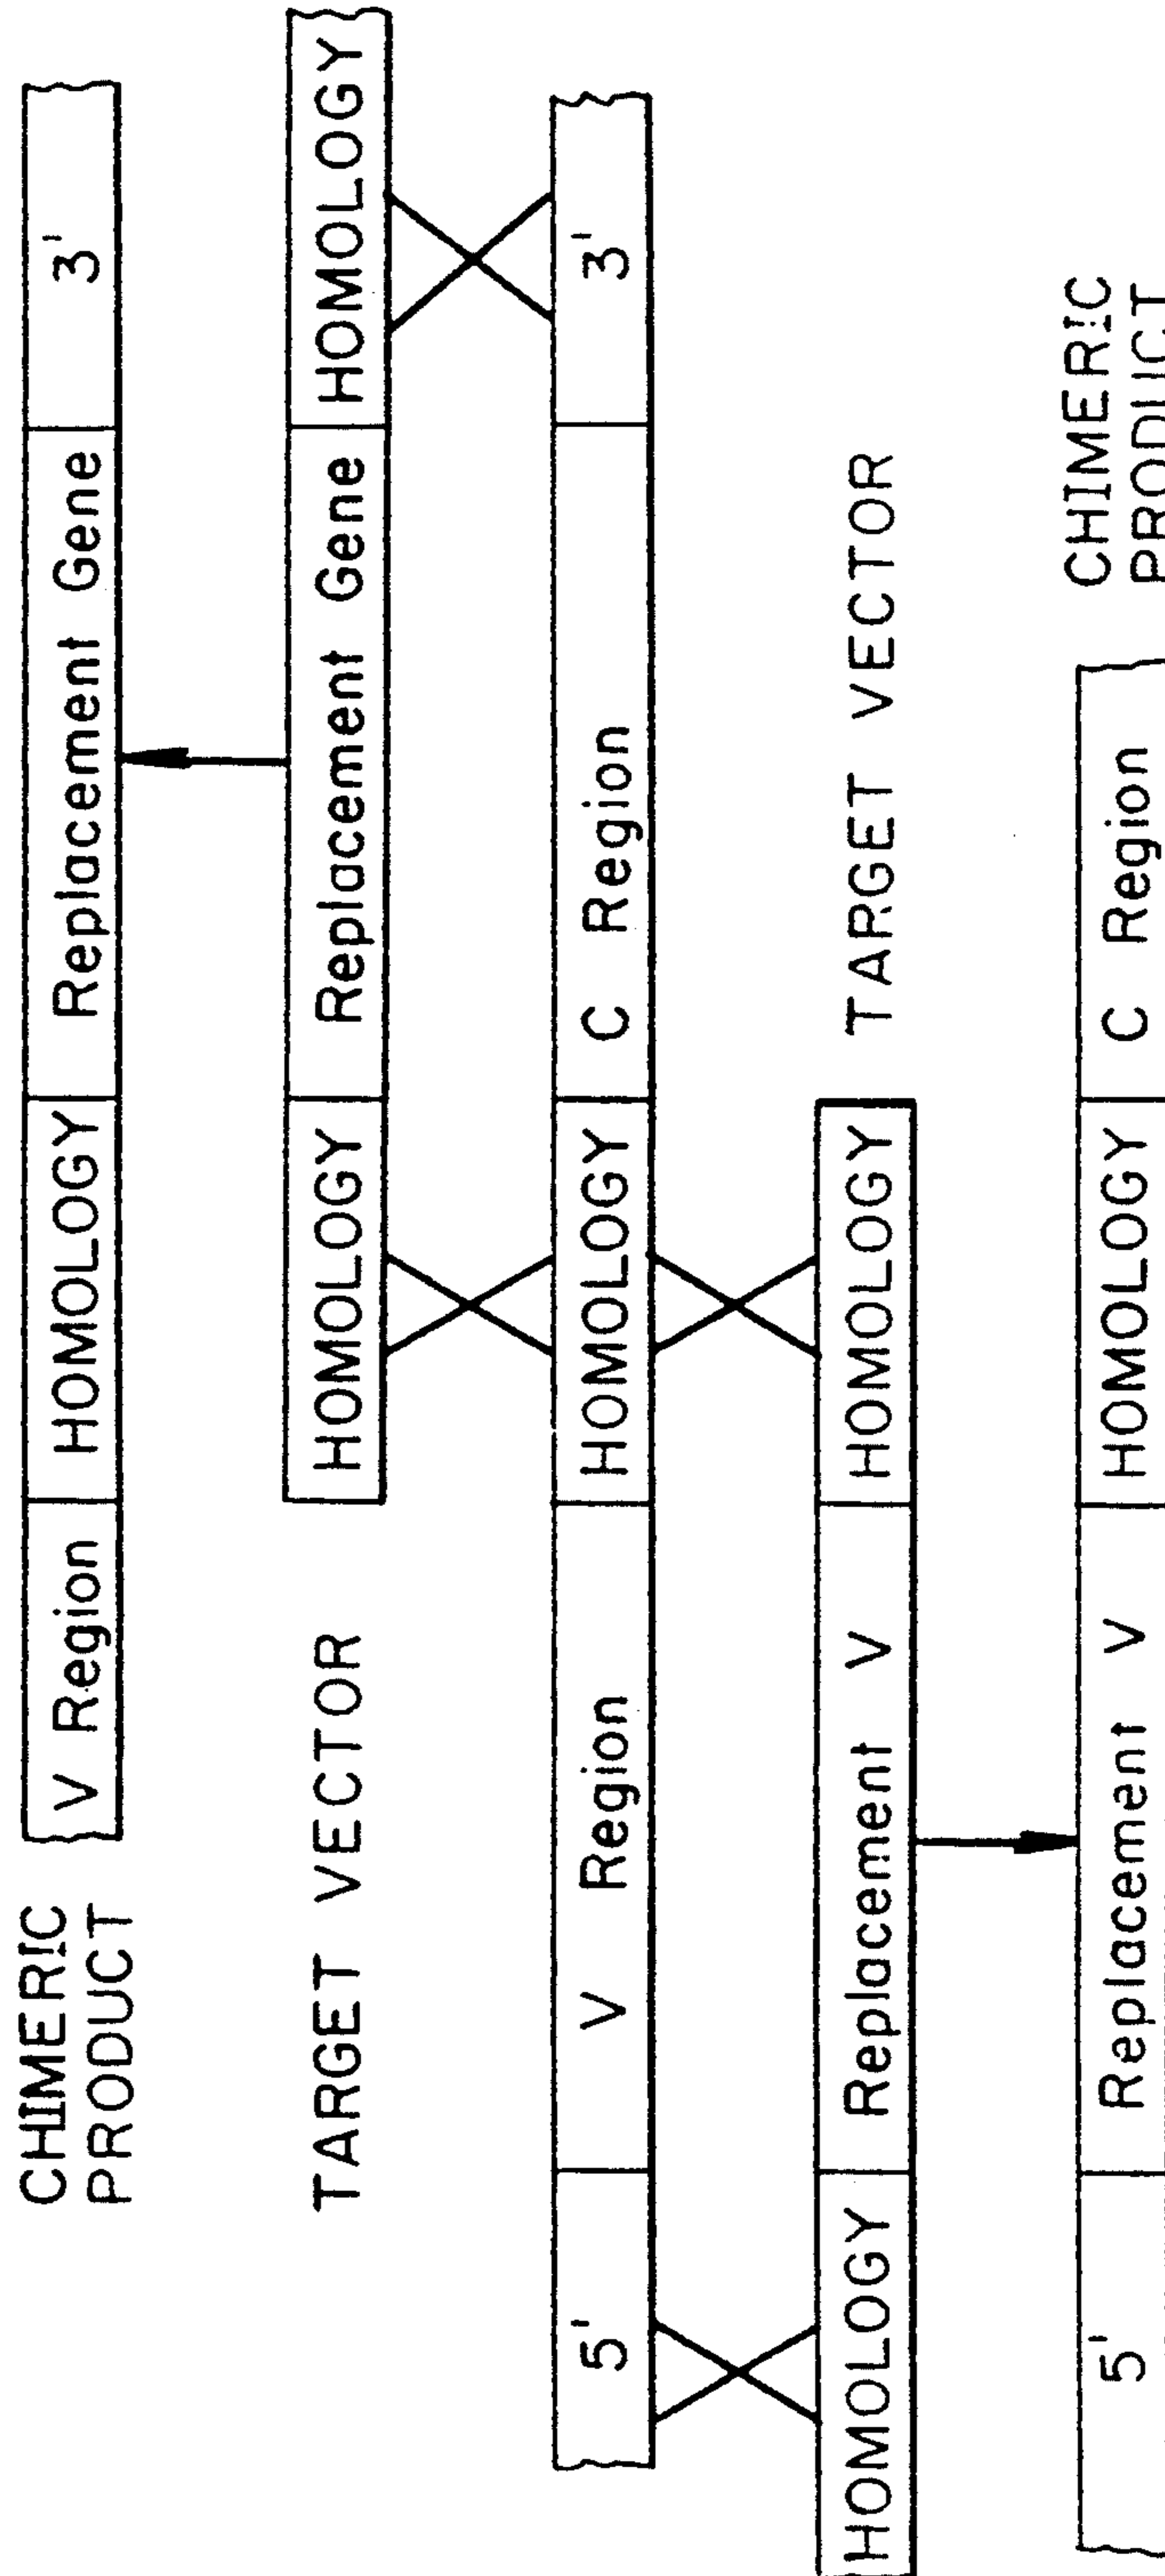 CHIMERIC
PRODUCT
V Region HOMOLOGY Replacement Gene 3'
TARGET VECTOR HOMOLOGY Replacement Gene HOMOLOGY
5' V Region HOMOLOGY C Region 3'
HOMOLOGY Replacement V HOMOLOGY TARGET VECTOR
5' Replacement V HOMOLOGY C Region
CHIMERIC
PRODUCT